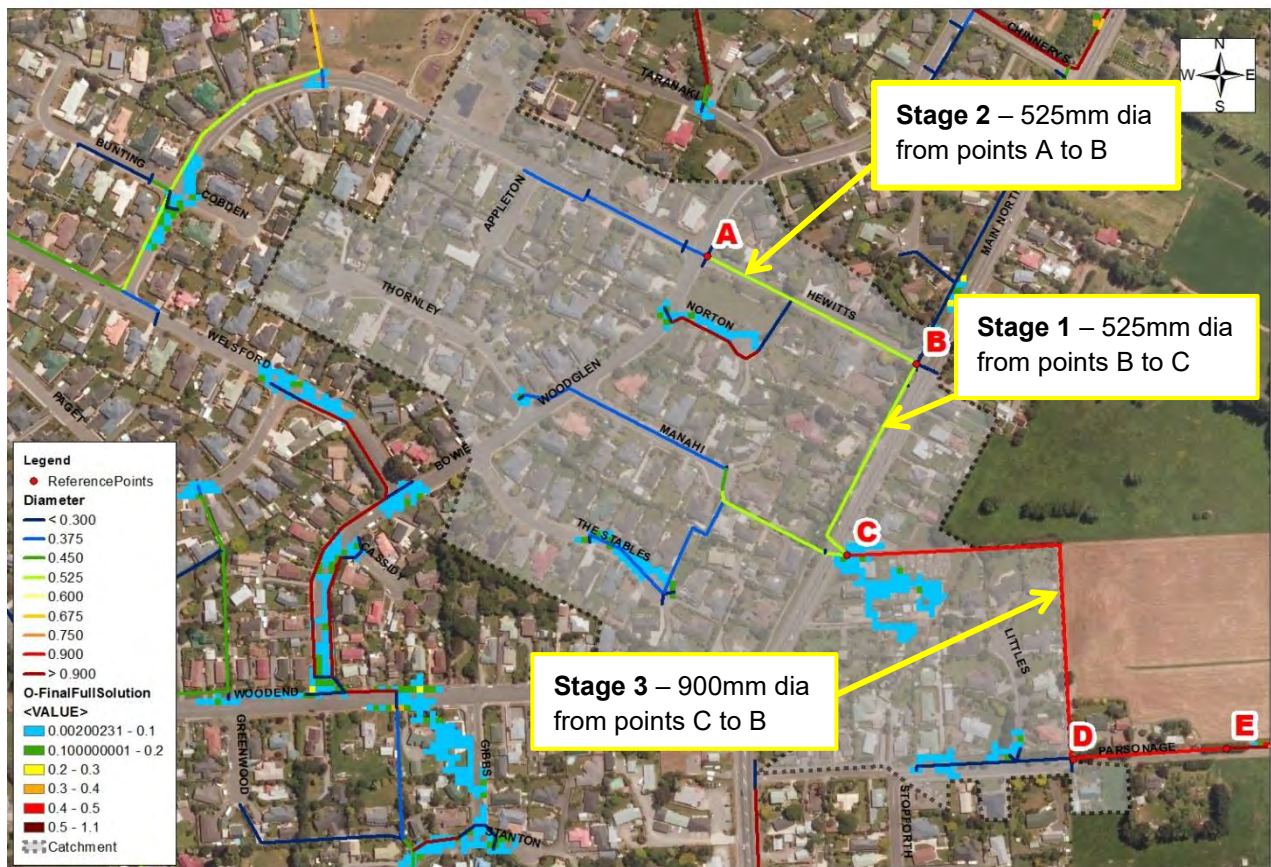 CHINNERYS
TARANAKI
N
W E
S
Stage 2 – 525mm dia
from points A to B
BUNTING
COBDEN
APPLETON
MAIN NORTH
A
THORNLEY
HEWITTS
NORTON
Stage 1 – 525mm dia
from points B to C
B
WELSFORD
WOODGLEN
PAGET
MANAHI
BOWIE
Legend
ReferencePoints
Diameter
< 0.300
0.375
0.450
0.525
0.600
0.675
0.750
0.900
> 0.900
O-FinalFullSolution
<VALUE>
0.00200231 - 0.1
0.100000001 - 0.2
0.2 - 0.3
0.3 - 0.4
0.4 - 0.5
0.5 - 1.1
Catchment
THE STABLES
CASSIDY
C
LITTLES
Stage 3 – 900mm dia
from points C to B
WOODEND
GREENWOOD
GIBBS
D
PARSONAGE
E
STOPFORTH
STANTON